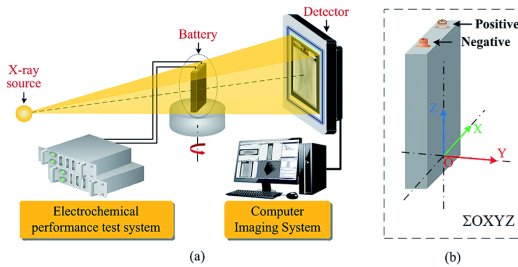 Detector
Battery
X-ray
source
Electrochemical
performance test system
Computer
Imaging System
(a)
Positive
Negative
Z
X
Y
O
ΣOXYZ
(b)